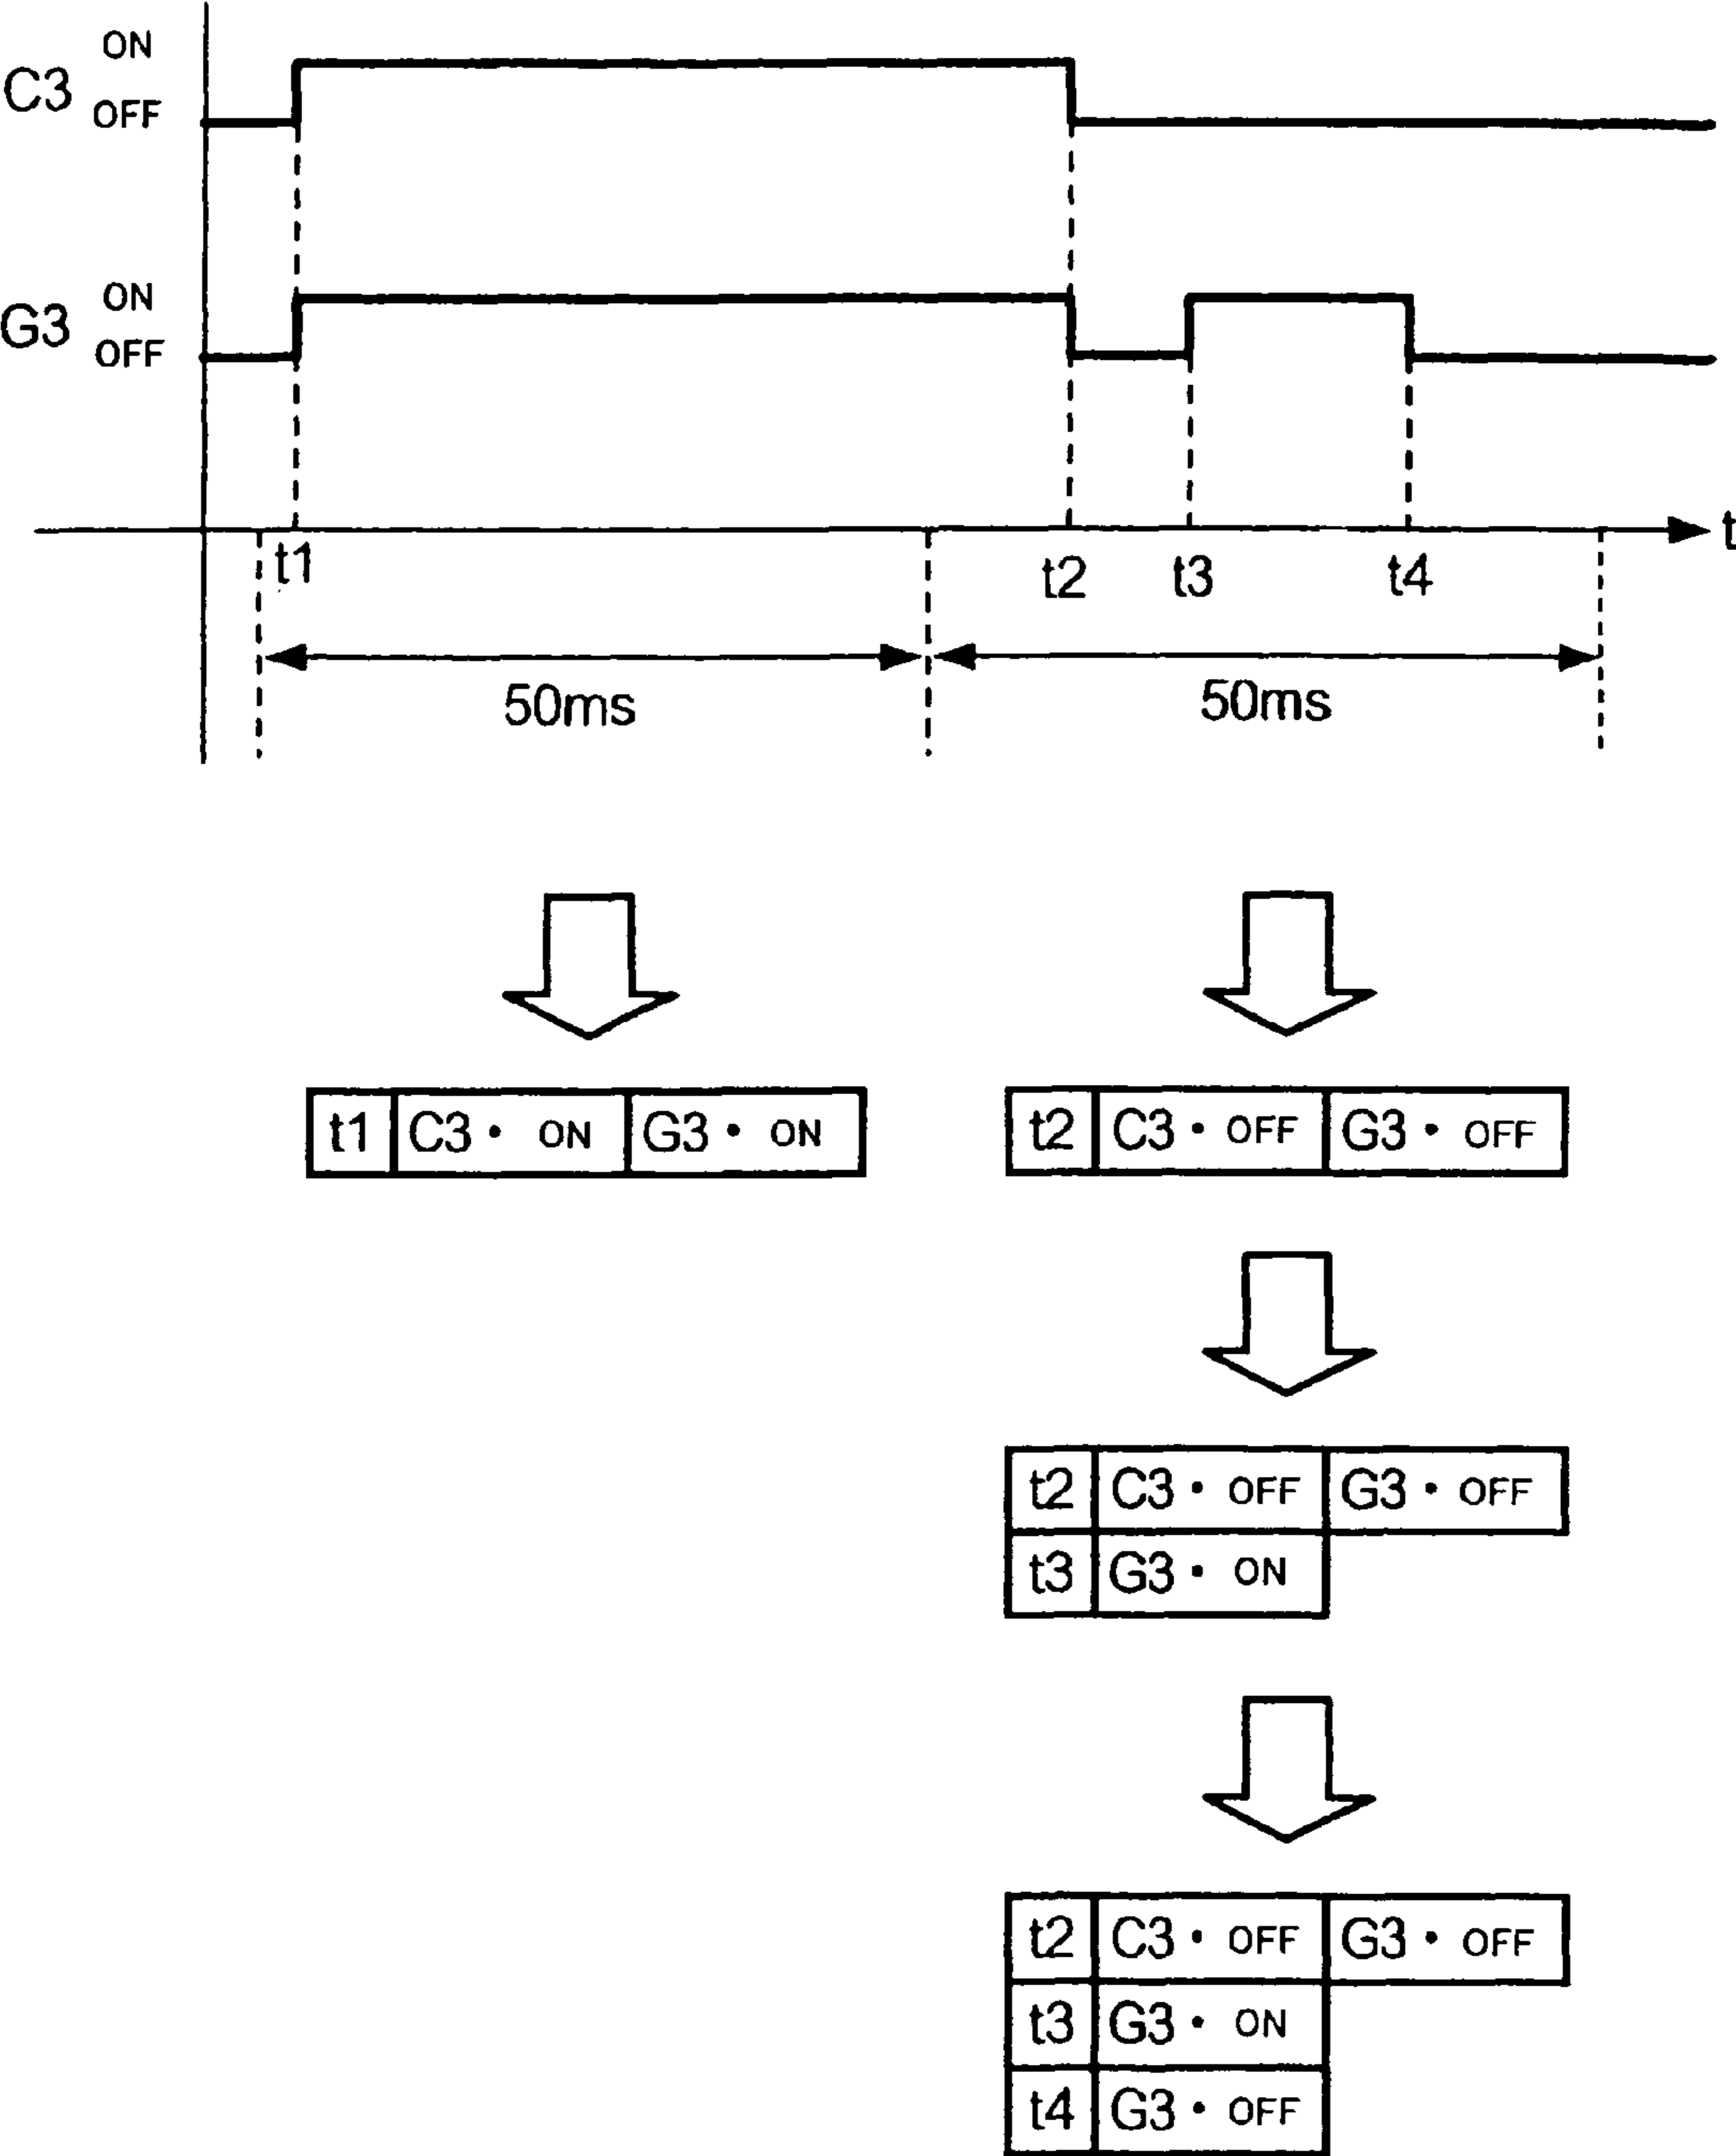 ON
C3
OFF
ON
G3
OFF
t
t1
t2 t3 t4
50ms 50ms
t1 C3・ON G3・ON
t2 C3・OFF G3・OFF
t2 C3・OFF G3・OFF
t3 G3・ON
t2 C3・OFF G3・OFF
t3 G3・ON
t4 G3・OFF